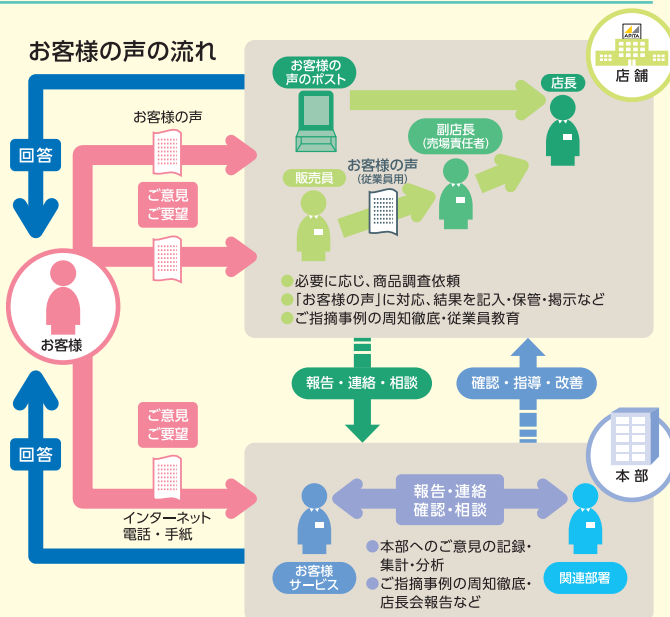 お客様の声の流れ
APiTA
店舗
お客様の
声のポスト
店長
お客様の声
副店長
(売場責任者)
回答
お客様の声
(従業員用)
販売員
ご意見
ご要望
●必要に応じ、商品調査依頼
●「お客様の声」に対応、結果を記入・保管・掲示など
●ご指摘事例の周知徹底・従業員教育
お客様
報告・連絡・相談
確認・指導・改善
ご意見
ご要望
回答
本部
報告・連絡
確認・相談
インターネット
電話・手紙
●本部へのご意見の記録・
集計・分析
お客様
サービス
関連部署
●ご指摘事例の周知徹底・
店長会報告など